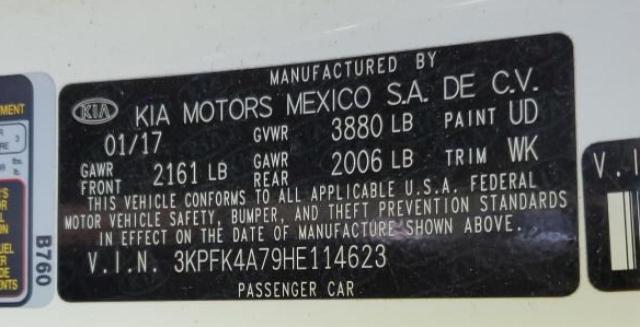 MANUFACTURED BY
KIA KIA MOTORS MEXICO S.A. DE C.V.
01/17 GVWR 3880 LB PAINT UD
GAWR FRONT 2161 LB GAWR REAR 2006 LB TRIM WK
THIS VEHICLE CONFORMS TO ALL APPLICABLE U.S.A. FEDERAL
MOTOR VEHICLE SAFETY, BUMPER, AND THEFT PREVENTION STANDARDS
IN EFFECT ON THE DATE OF MANUFACTURE SHOWN ABOVE.
V.I.N. 3KPFK4A79HE114623
PASSENGER CAR
B760
V.I